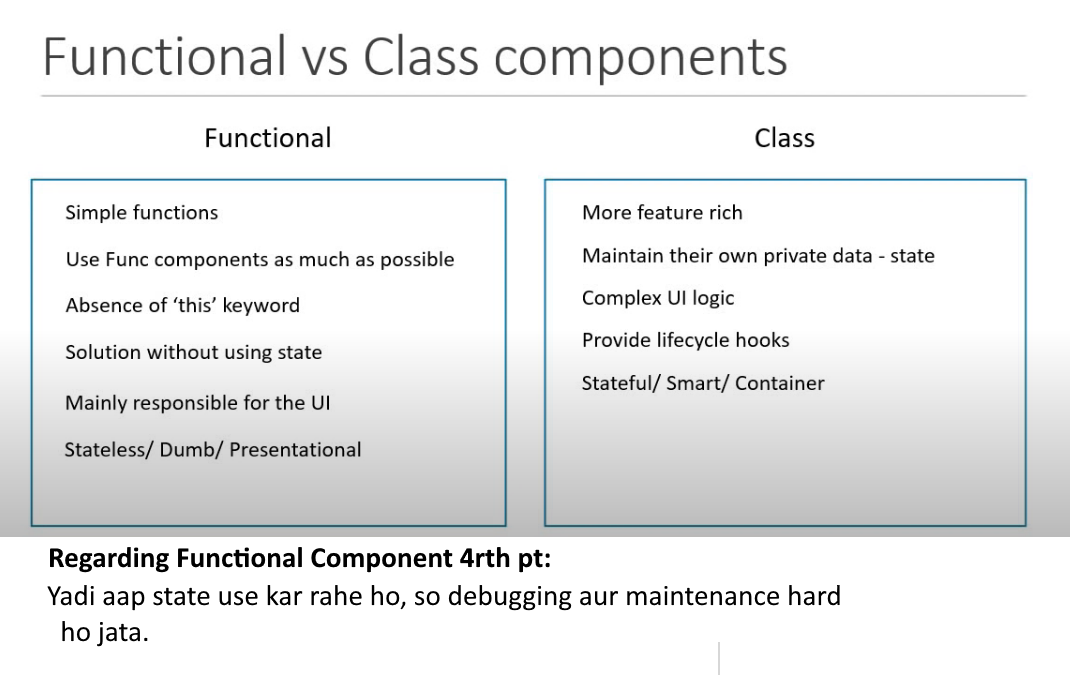 Functional vs Class components
Functional
Simple functions
Use Func components as much as possible
Absence of ‘this’ keyword
Solution without using state
Mainly responsible for the UI
Stateless/ Dumb/ Presentational
Class
More feature rich
Maintain their own private data - state
Complex UI logic
Provide lifecycle hooks
Stateful/ Smart/ Container
Regarding Functional Component 4rth pt:
Yadi aap state use kar rahe ho, so debugging aur maintenance hard
ho jata.